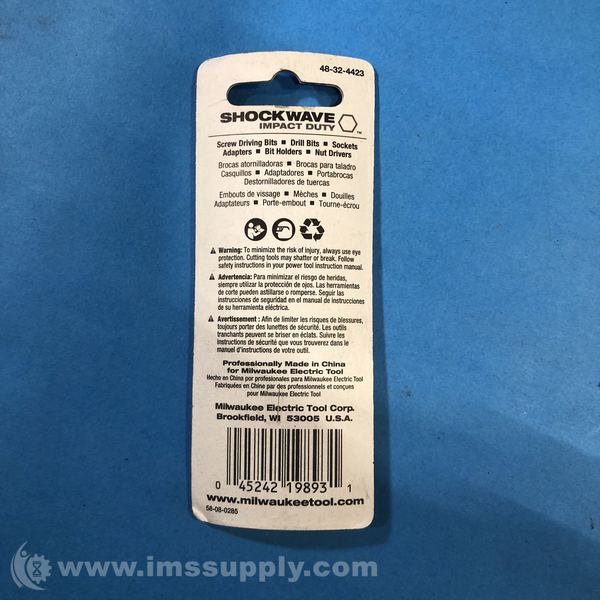 48-32-4423
SHOCKWAVE
IMPACT DUTY ™
Screw Driving Bits ■ Drill Bits ■ Sockets
Adapters ■ Bit Holders ■ Nut Drivers
Brocas atornilladoras ■ Brocas para taladro
Casquillos ■ Adaptadores ■ Portabrocas
Destornilladores de tuercas
Embouts de vissage ■ Mèches ■ Douilles
Adaptateurs ■ Porte-embout ■ Tourne-écrou
⚠ Warning: To minimize the risk of injury, always use eye
protection. Cutting tools may shatter or break. Follow
safety instructions in your power tool instruction manual.
⚠ Advertencia: Para minimizar el riesgo de heridas,
siempre utilizar la protección de ojos. Las herramientas
de corte pueden astillarse o romperse. Seguir las
instrucciones de seguridad en el manual de instrucciones
de su herramienta eléctrica.
⚠ Avertissement : Afin de limiter les risques de blessures,
toujours porter des lunettes de sécurité. Les outils
tranchants peuvent se briser en éclats. Suivre les
instructions de sécurité que vous trouverez dans le
manuel d'instructions de votre outil.
Professionally Made in China
for Milwaukee Electric Tool
Hecho en China por profesionales para Milwaukee Electric Tool
Fabriquées en China par des professionnels et conçues
pour Milwaukee Electric Tool
Milwaukee Electric Tool Corp.
Brookfield, WI 53005 U.S.A.
0 45242 19893 1
www.milwaukeetool.com
58-08-0285
www.imssupply.com/